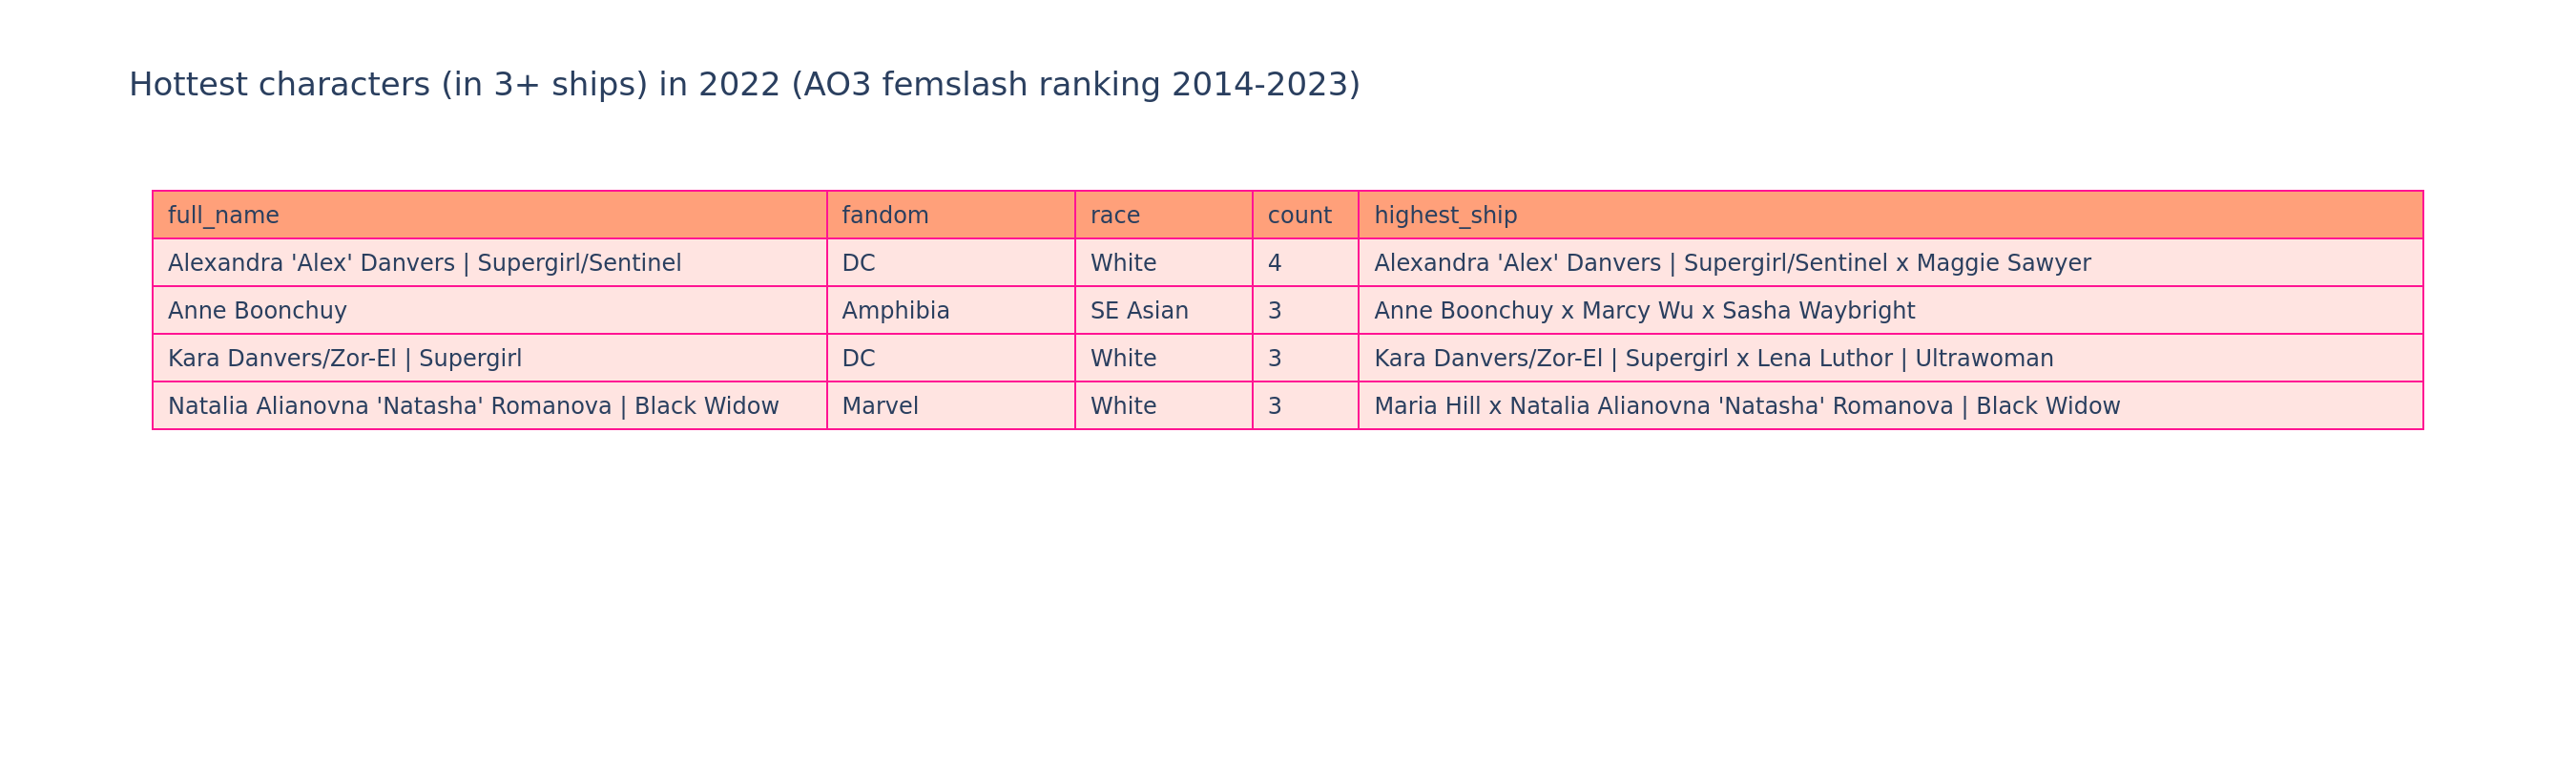 Hottest characters (in 3+ ships) in 2022 (AO3 femslash ranking 2014-2023)
full_name fandom race count highest_ship
Alexandra 'Alex' Danvers | Supergirl/Sentinel DC White 4 Alexandra 'Alex' Danvers | Supergirl/Sentinel x Maggie Sawyer
Anne Boonchuy Amphibia SE Asian 3 Anne Boonchuy x Marcy Wu x Sasha Waybright
Kara Danvers/Zor-El | Supergirl DC White 3 Kara Danvers/Zor-El | Supergirl x Lena Luthor | Ultrawoman
Natalia Alianovna 'Natasha' Romanova | Black Widow Marvel White 3 Maria Hill x Natalia Alianovna 'Natasha' Romanova | Black Widow